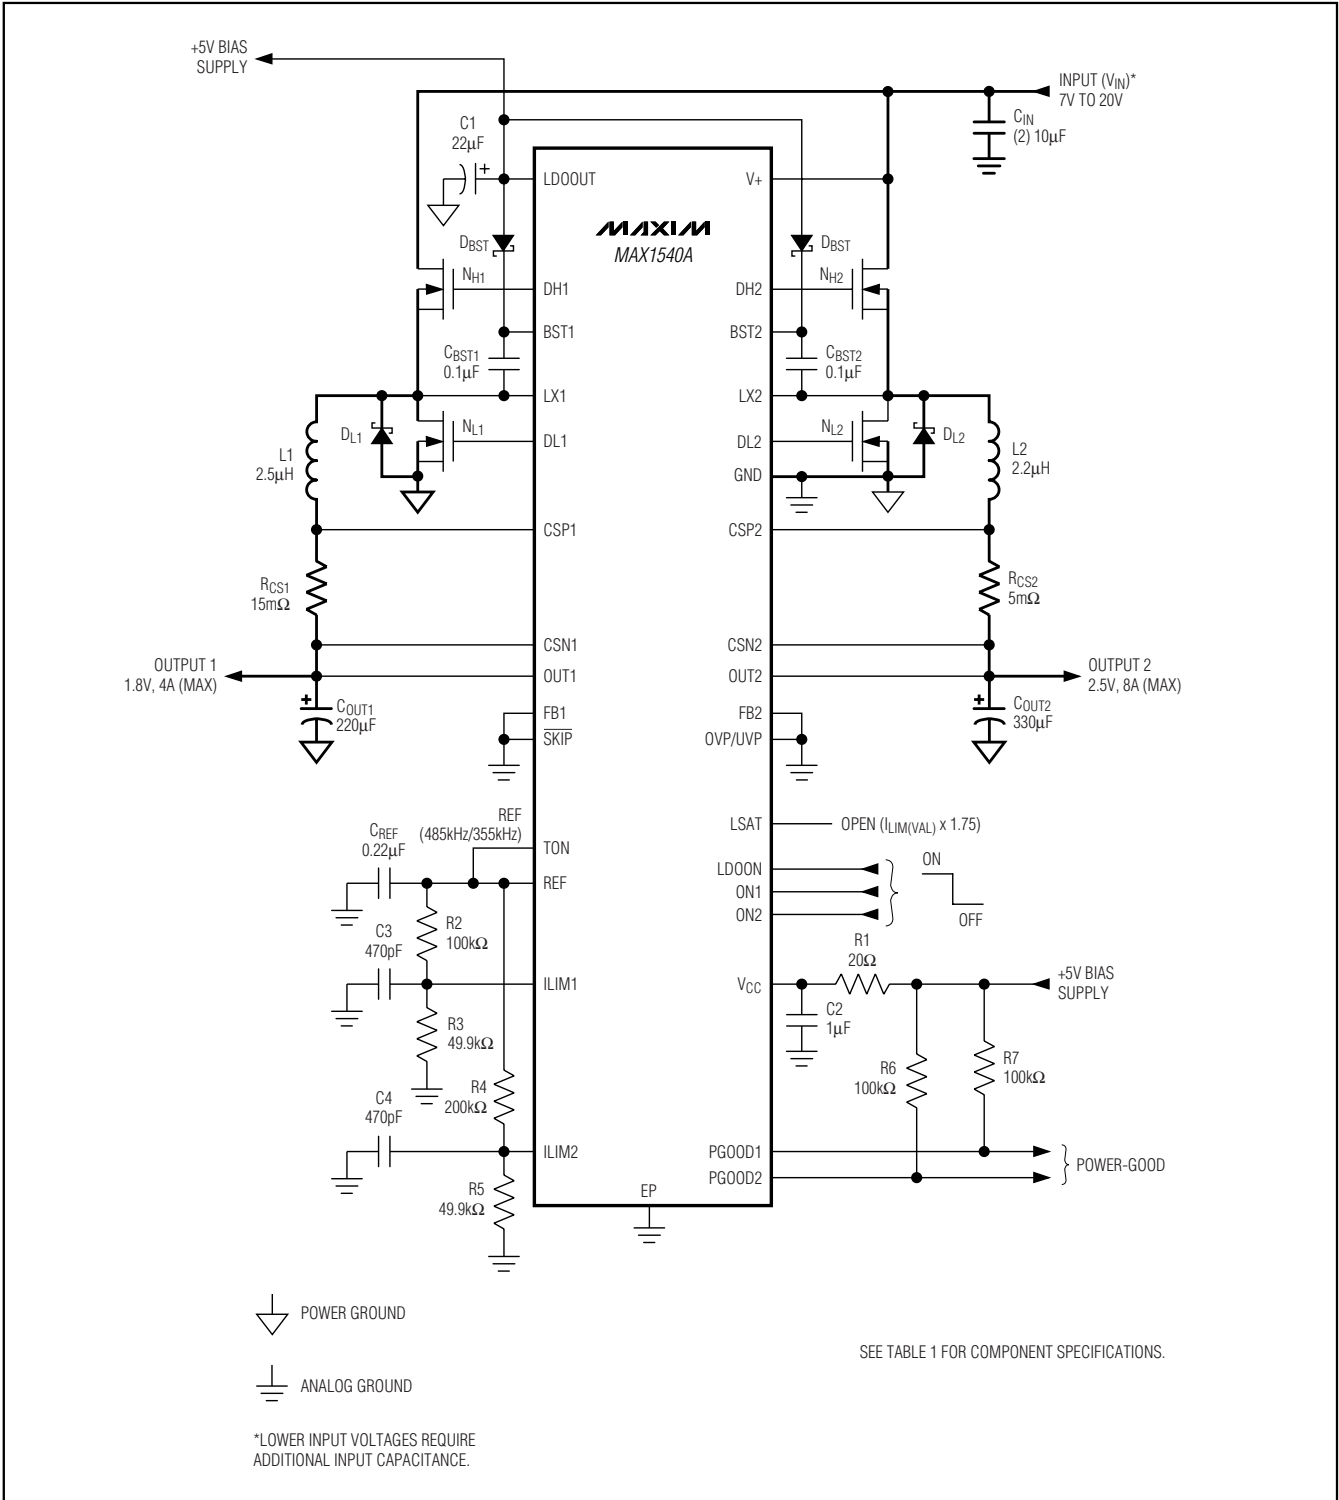 +5V BIAS
SUPPLY
INPUT (VIN)*
7V TO 20V
CIN
(2) 10µF
C1
22µF
+
LDOOUT
V+
MAXIM
MAX1540A
DBST
DBST
NH1
NH2
DH1
DH2
BST1
BST2
CBST1
0.1µF
CBST2
0.1µF
LX1
LX2
DL1
NL1
DL1
DL2
NL2
DL2
GND
L1
2.5µH
L2
2.2µH
CSP1
CSP2
RCS1
15mΩ
RCS2
5mΩ
CSN1
CSN2
OUTPUT 1
1.8V, 4A (MAX)
OUT1
OUT2
OUTPUT 2
2.5V, 8A (MAX)
+
COUT1
220µF
+
COUT2
330µF
FB1
FB2
SKIP
OVP/UVP
REF
(485kHz/355kHz)
TON
LSAT
OPEN (ILIM(VAL) x 1.75)
CREF
0.22µF
REF
LDOON
ON1
ON2
ON
OFF
R2
100kΩ
C3
470pF
ILIM1
R1
20Ω
VCC
+5V BIAS
SUPPLY
C2
1µF
R3
49.9kΩ
R6
100kΩ
R7
100kΩ
R4
200kΩ
C4
470pF
ILIM2
PGOOD1
PGOOD2
POWER-GOOD
R5
49.9kΩ
EP
POWER GROUND
ANALOG GROUND
SEE TABLE 1 FOR COMPONENT SPECIFICATIONS.
*LOWER INPUT VOLTAGES REQUIRE
ADDITIONAL INPUT CAPACITANCE.